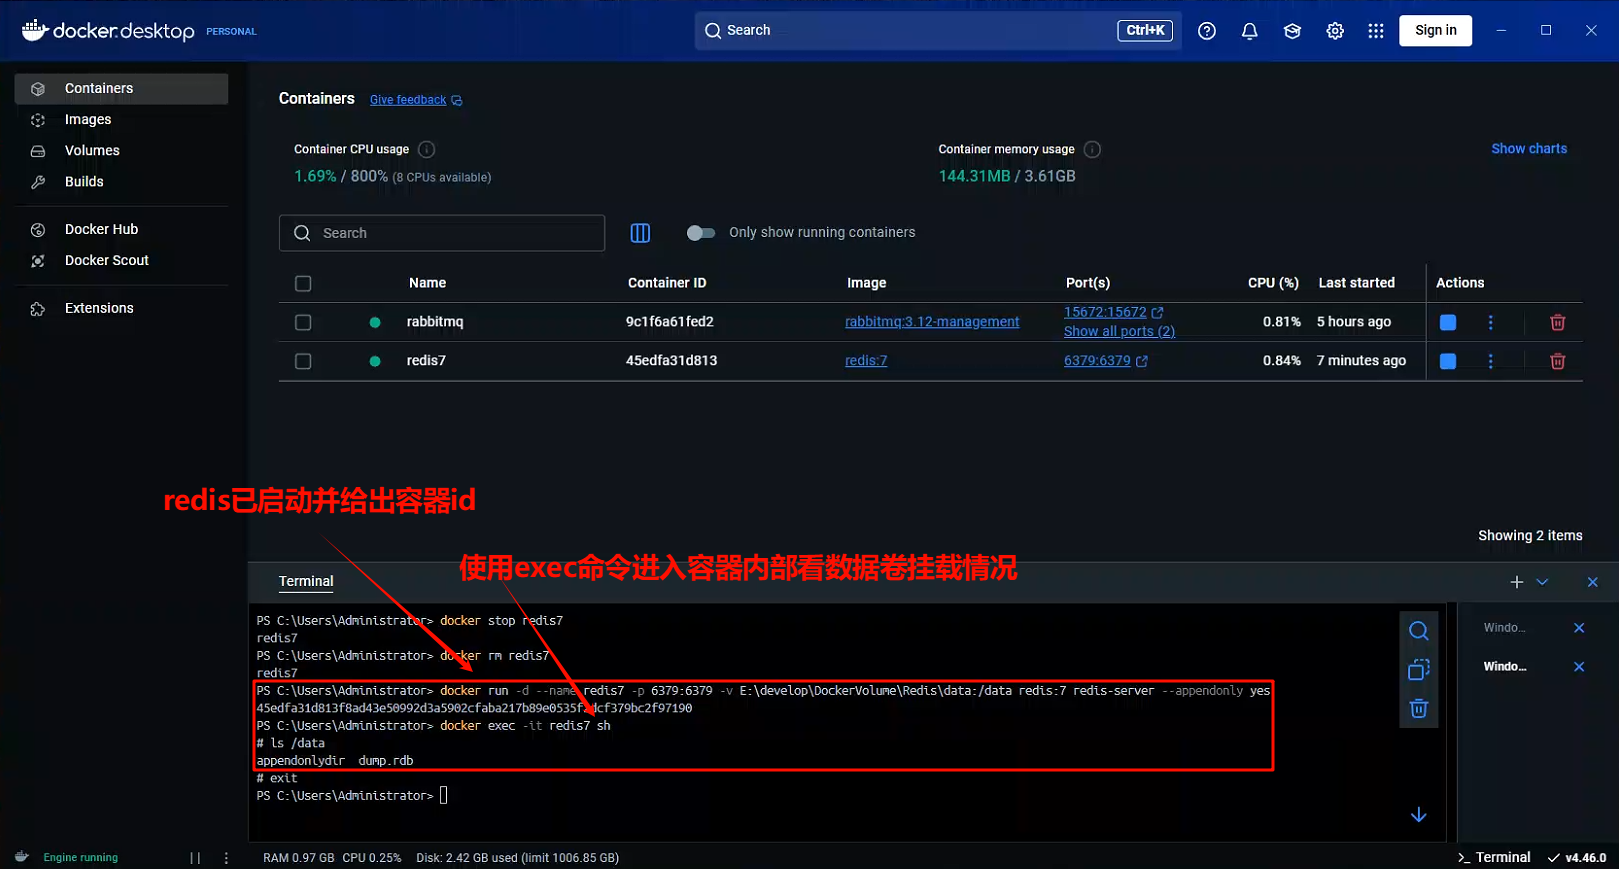 docker.desktop PERSONAL
Search Ctrl+K
Sign in
Containers
Images
Volumes
Builds
Docker Hub
Docker Scout
Extensions
Containers Give feedback
Container CPU usage
1.69% / 800% (8 CPUs available)
Container memory usage
144.31MB / 3.61GB
Show charts
Search
Only show running containers
Name Container ID Image Port(s) CPU (%) Last started Actions
rabbitmq 9c1f6a61fed2 rabbitmq:3.12-management 15672:15672 0.81% 5 hours ago
Show all ports (2)
redis7 45edfa31d813 redis:7 6379:6379 0.84% 7 minutes ago
redis已启动并给出容器id
Showing 2 items
使用exec命令进入容器内部看数据卷挂载情况
Terminal
PS C:\Users\Administrator> docker stop redis7
redis7
PS C:\Users\Administrator> docker rm redis7
redis7
PS C:\Users\Administrator> docker run -d --name redis7 -p 6379:6379 -v E:\develop\DockerVolume\Redis\data:/data redis:7 redis-server --appendonly yes
PS C:\Users\Administrator> docker exec -it redis7 sh
# ls /data
appendonlydir dump.rdb
# exit
PS C:\Users\Administrator>
Windo...
Windo...
Engine running
RAM 0.97 GB CPU 0.25% Disk: 2.42 GB used (limit 1006.85 GB)
>_ Terminal v4.46.0